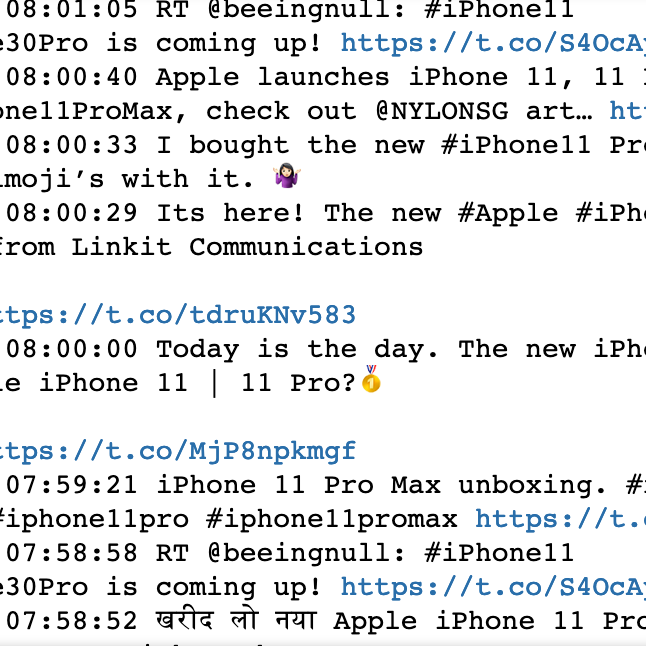 08:01:05 RT @beeingnull: #iPhone11
e30Pro is coming up! https://t.co/S4OcA
08:00:40 Apple launches iPhone 11, 11
one11ProMax, check out @NYLONSG art… ht
08:00:33 I bought the new #iPhone11 Pr
moji’s with it. 🤷🏻‍♀️
08:00:29 Its here! The new #Apple #iPh
from Linkit Communications
ttps://t.co/tdruKNv583
08:00:00 Today is the day. The new iPh
le iPhone 11 | 11 Pro?🥇
ttps://t.co/MjP8npkmgf
07:59:21 iPhone 11 Pro Max unboxing. #
#iphone11pro #iphone11promax https://t.
07:58:58 RT @beeingnull: #iPhone11
e30Pro is coming up! https://t.co/S4OcA
07:58:52 खरीद लो नया Apple iPhone 11 Pro